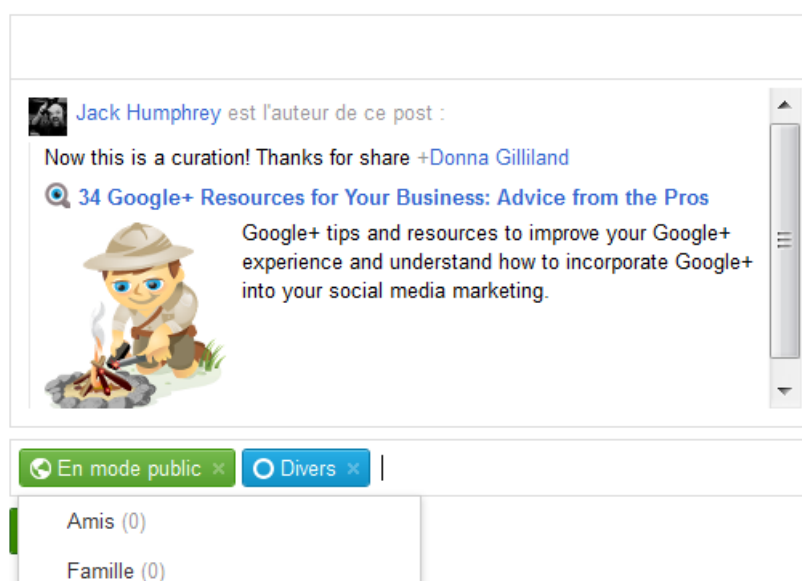 Jack Humphrey est l'auteur de ce post :
Now this is a curation! Thanks for share +Donna Gilliland
34 Google+ Resources for Your Business: Advice from the Pros
Google+ tips and resources to improve your Google+
experience and understand how to incorporate Google+
into your social media marketing.
En mode public × Divers ×
Amis (0)
Famille (0)